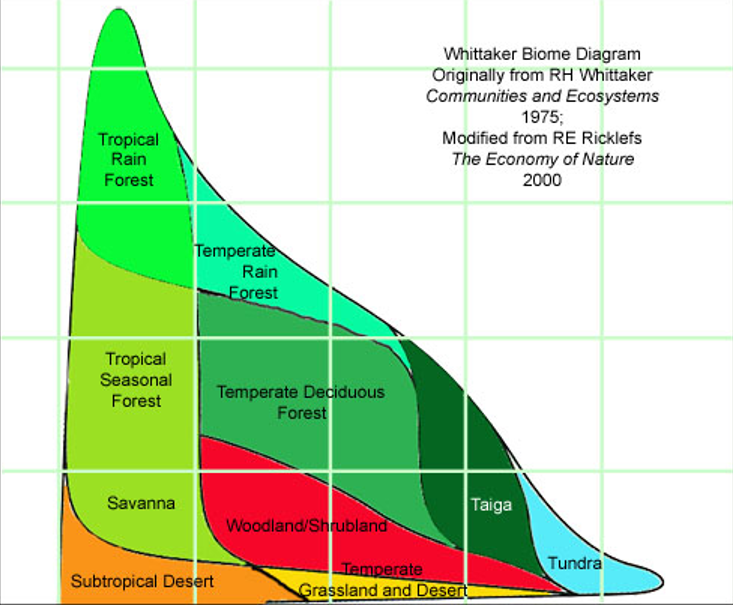 Whittaker Biome Diagram
Originally from RH Whittaker
Communities and Ecosystems
1975;
Modified from RE Ricklefs
The Economy of Nature
2000
Tropical
Rain
Forest
Temperate
Rain
Forest
Tropical
Seasonal
Forest
Temperate Deciduous
Forest
Savanna
Woodland/Shrubland
Taiga
Tundra
Subtropical Desert
Temperate
Grassland and Desert